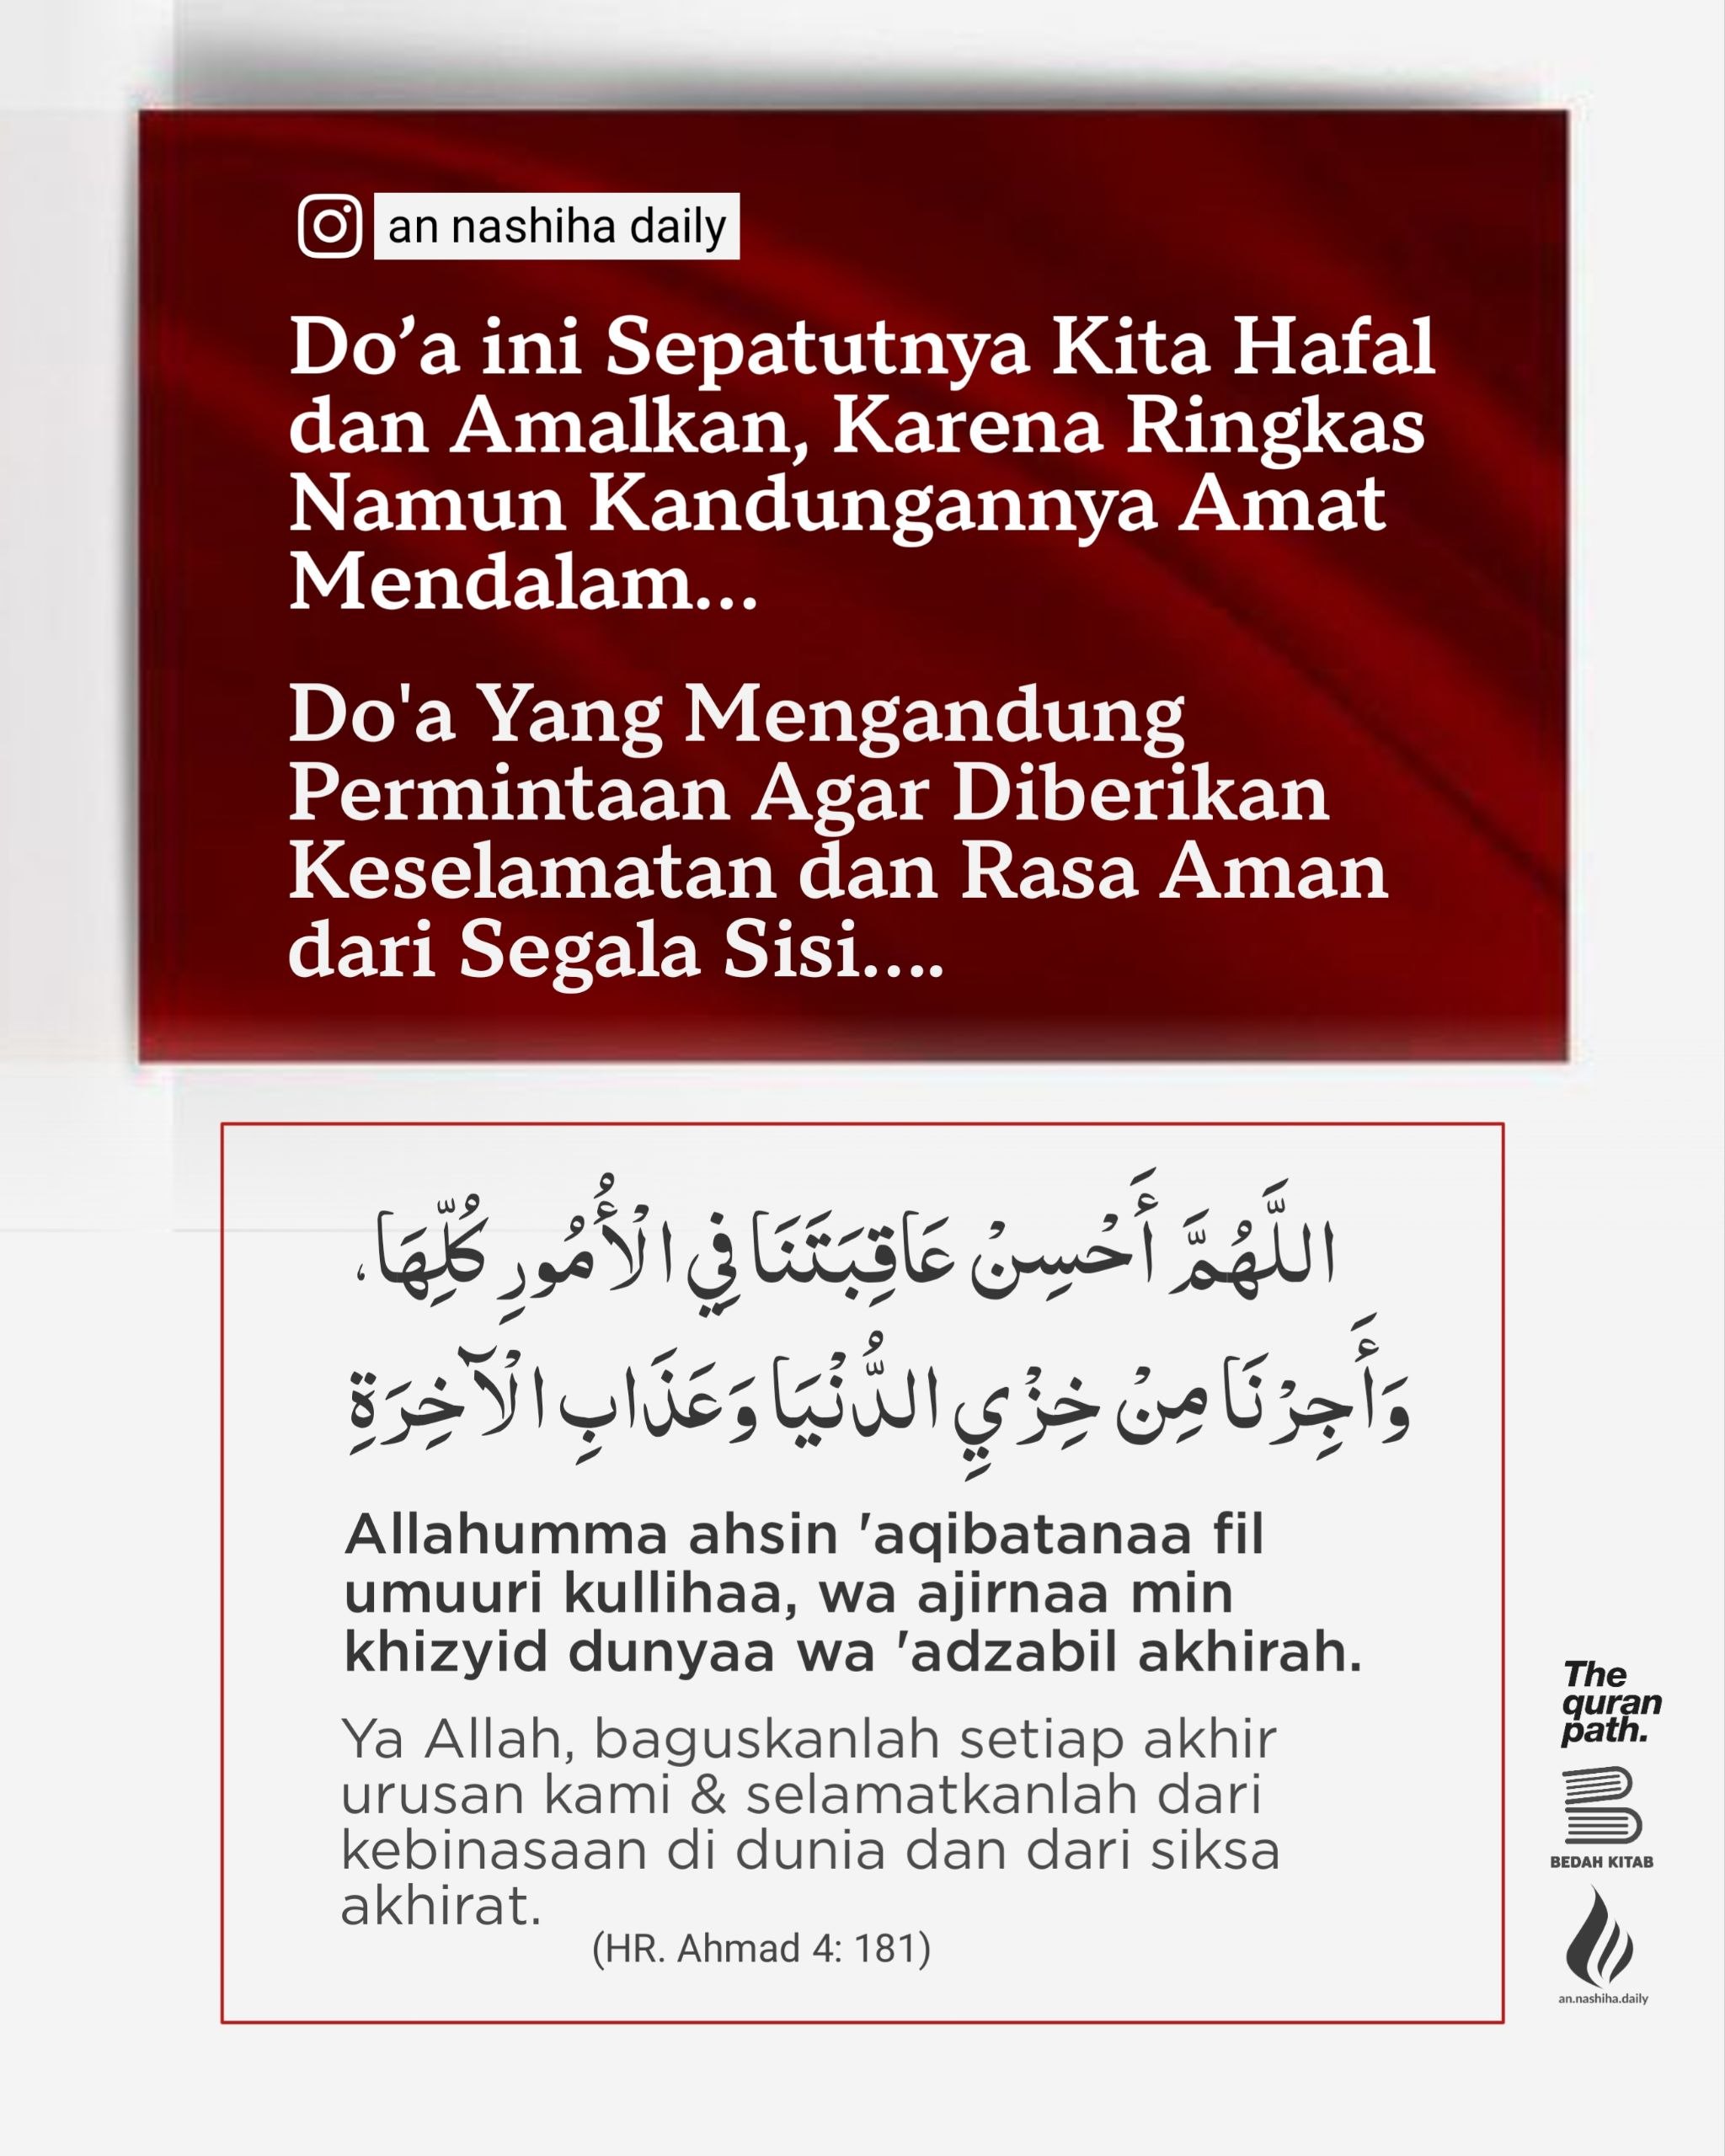 an nashiha daily
Do’a ini Sepatutnya Kita Hafal
dan Amalkan, Karena Ringkas
Namun Kandungannya Amat
Mendalam...
Do'a Yang Mengandung
Permintaan Agar Diberikan
Keselamatan dan Rasa Aman
dari Segala Sisi....
اللَّهُمَّ أَحْسِنْ عَاقِبَتَنَا فِي الْأُمُورِ كُلِّهَا،
وَأَجِرْنَا مِنْ خِزْيِ الدُّنْيَا وَعَذَابِ الْآخِرَةِ
Allahumma ahsin 'aqibatanaa fil
umuuri kullihaa, wa ajirnaa min
khizyid dunyaa wa 'adzabil akhirah.
Ya Allah, baguskanlah setiap akhir
urusan kami & selamatkanlah dari
kebinasaan di dunia dan dari siksa
akhirat.
(HR. Ahmad 4: 181)
The
quran
path.
BEDAH KITAB
an.nashiha.daily